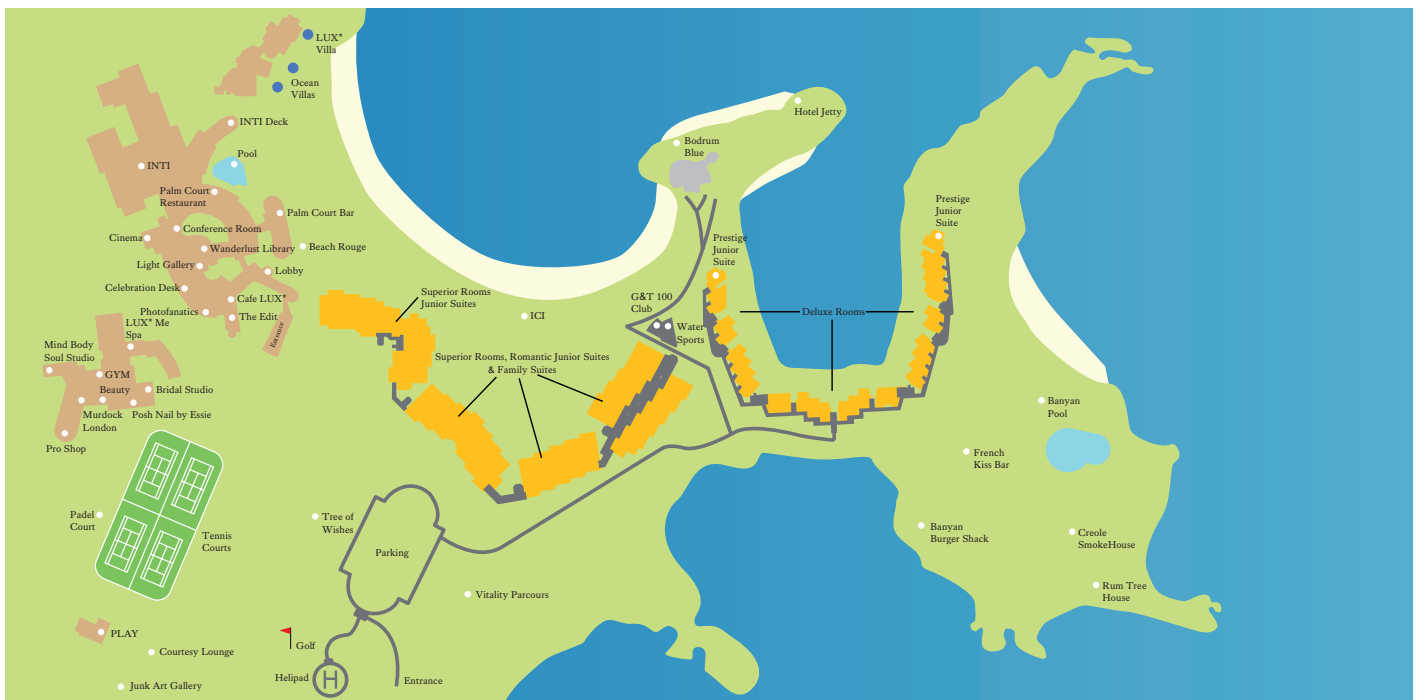 LUX*
Villa
Ocean
Villas
Hotel Jetty
INTI Deck
Bodrum
Blue
Pool
INTI
Palm Court
Restaurant
Prestige
Junior
Suite
Palm Court Bar
Conference Room
Cinema
Wanderlust Library
Beach Rouge
Prestige
Junior
Suite
Light Gallery
Lobby
Celebration Desk
Cafe LUX*
Superior Rooms
Junior Suites
G&T 100
Club
Photofanatics
The Edit
ICI
Deluxe Rooms
Entrance
LUX* Me
Spa
Water
Sports
Mind Body
Soul Studio
Superior Rooms, Romantic Junior Suites
& Family Suites
GYM
Beauty
Bridal Studio
Murdock
London
Posh Nail by Essie
Banyan
Pool
Pro Shop
French
Kiss Bar
Padel
Court
Tree of
Wishes
Tennis
Courts
Parking
Banyan
Burger Shack
Creole
SmokeHouse
Vitality Parcours
Rum Tree
House
PLAY
Golf
Courtesy Lounge
Helipad
H
Entrance
Junk Art Gallery